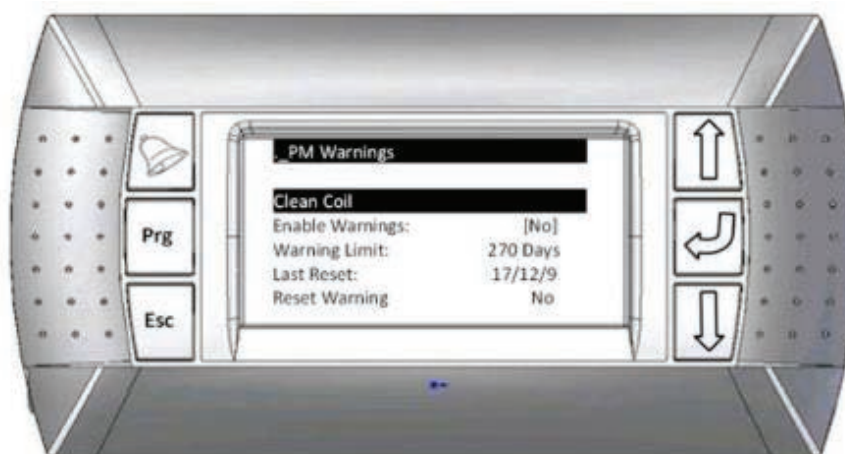 ._PM Warnings
Clean Coil
Enable Warnings: [No]
Warning Limit: 270 Days
Last Reset: 17/12/9
Reset Warning No
Prg
Esc